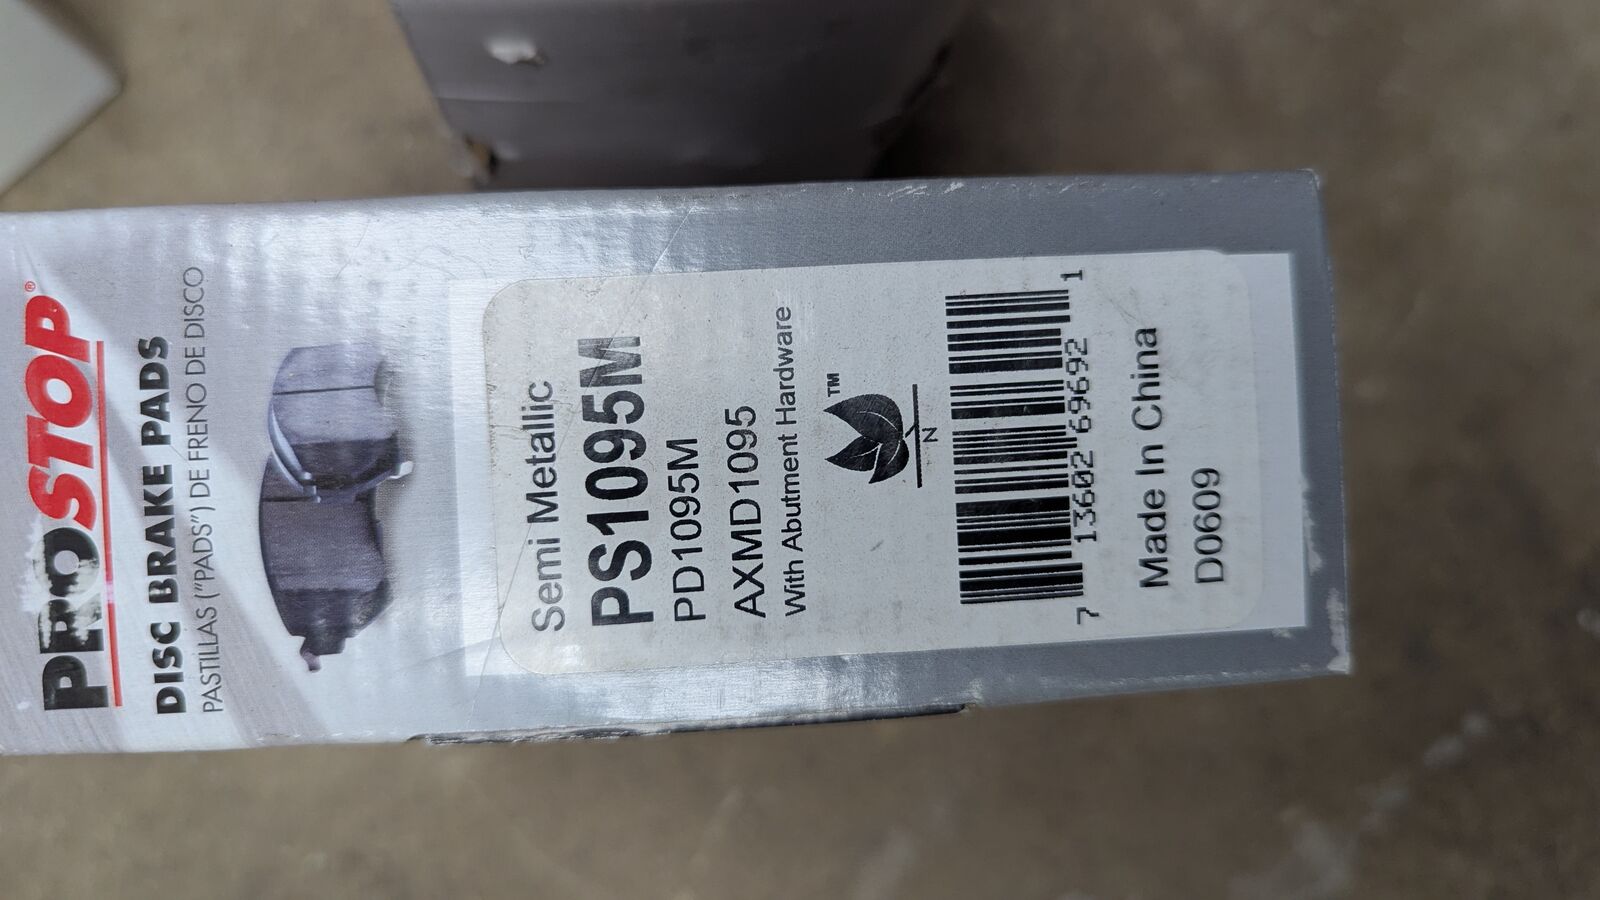 PROSTOP®
DISC BRAKE PADS
PASTILLAS ("PADS") DE FRENO DE DISCO
Semi Metallic
PS1095M
PD1095M
AXMD1095
With Abutment Hardware
TM
N
7 13602 69692 1
Made In China
D0609